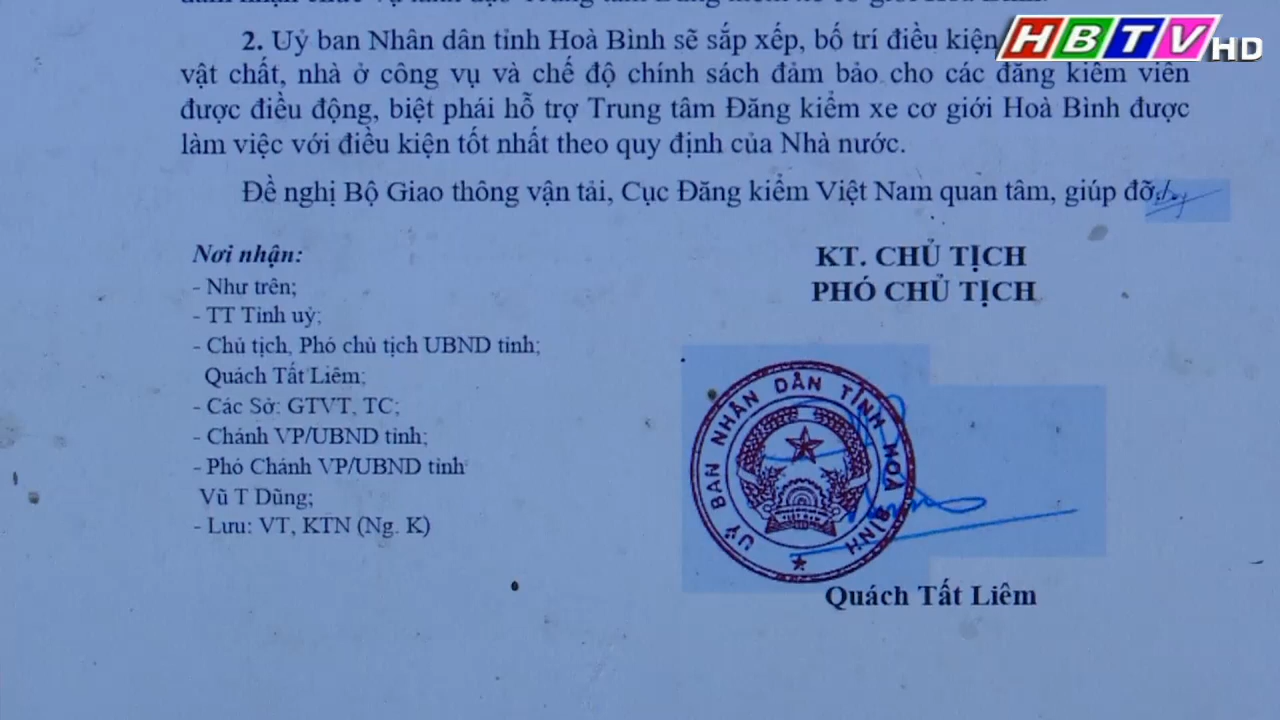 HBTV HD
2. Uỷ ban Nhân dân tỉnh Hoà Bình sẽ sắp xếp, bố trí điều kiện
vật chất, nhà ở công vụ và chế độ chính sách đảm bảo cho các đăng kiểm viên
được điều động, biệt phái hỗ trợ Trung tâm Đăng kiểm xe cơ giới Hoà Bình được
làm việc với điều kiện tốt nhất theo quy định của Nhà nước.
Đề nghị Bộ Giao thông vận tải, Cục Đăng kiểm Việt Nam quan tâm, giúp đỡ
Nơi nhận:
- Như trên;
- TT Tỉnh uỷ;
- Chủ tịch, Phó chủ tịch UBND tỉnh;
Quách Tất Liêm;
- Các Sở: GTVT, TC;
- Chánh VP/UBND tỉnh;
- Phó Chánh VP/UBND tỉnh
Vũ T Dũng;
- Lưu: VT, KTN (Ng. K)
KT. CHỦ TỊCH
PHÓ CHỦ TỊCH
UỶ BAN NHÂN DÂN TỈNH HOÀ BÌNH
Quách Tất Liêm